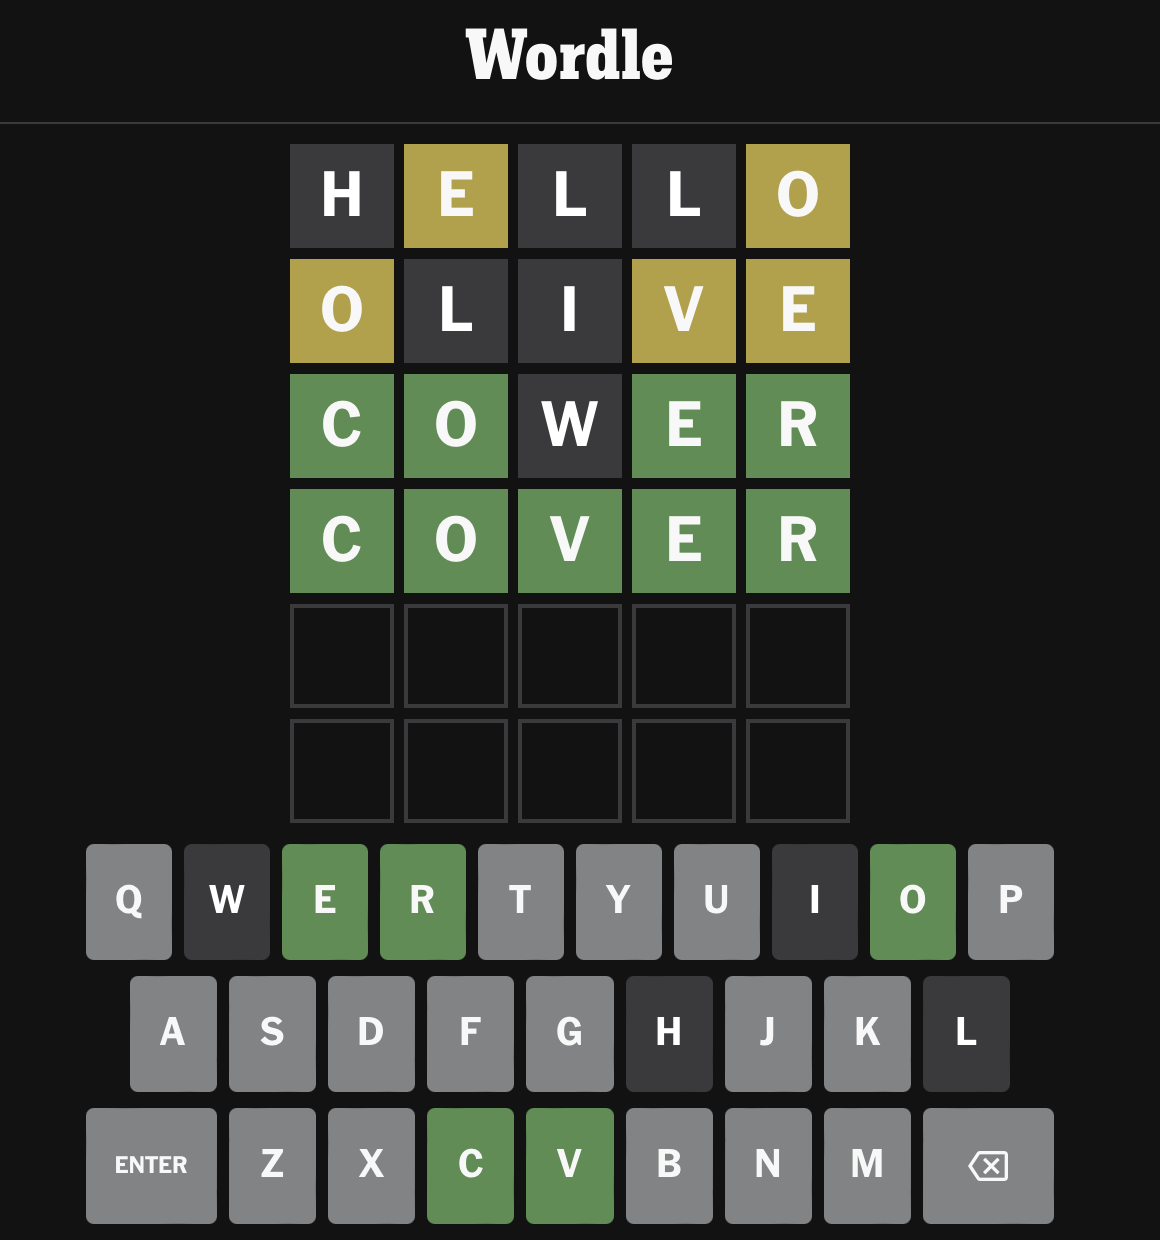 Wordle
H E L L O
O L I V E
C O W E R
C O V E R
Q W E R T Y U I O P
A S D F G H J K L
ENTER Z X C V B N M